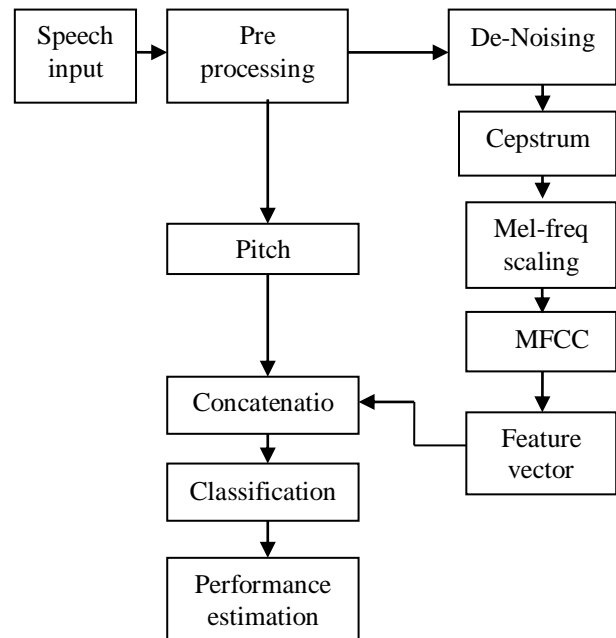 Speech
input
Pre
processing
De-Noising
Cepstrum
Mel-freq
scaling
MFCC
Feature
vector
Pitch
Concatenatio
Classification
Performance
estimation